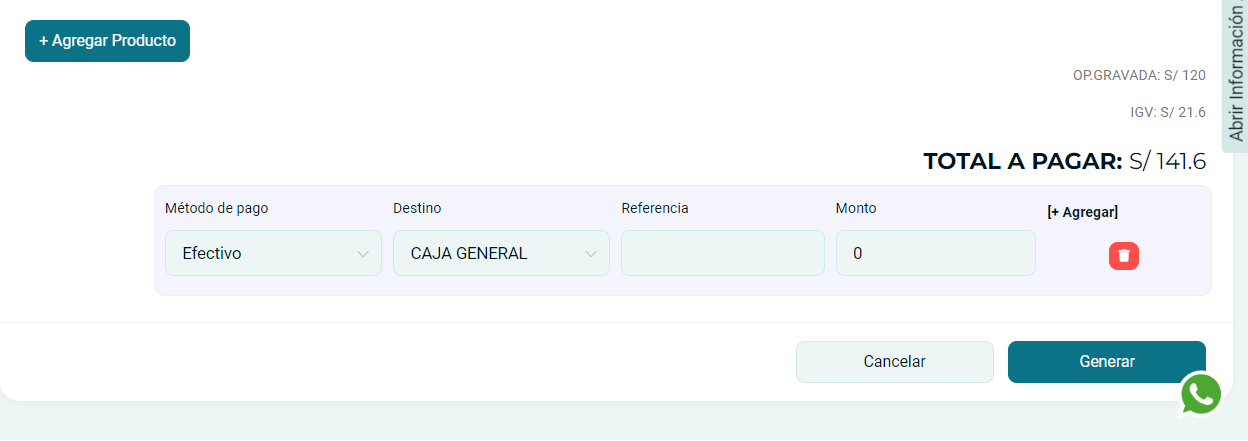 + Agregar Producto
Abrir Información
OP.GRAVADA: S/ 120
IGV: S/ 21.6
TOTAL A PAGAR: S/ 141.6
Método de pago Destino Referencia Monto [+ Agregar]
Efectivo CAJA GENERAL 0
Cancelar Generar